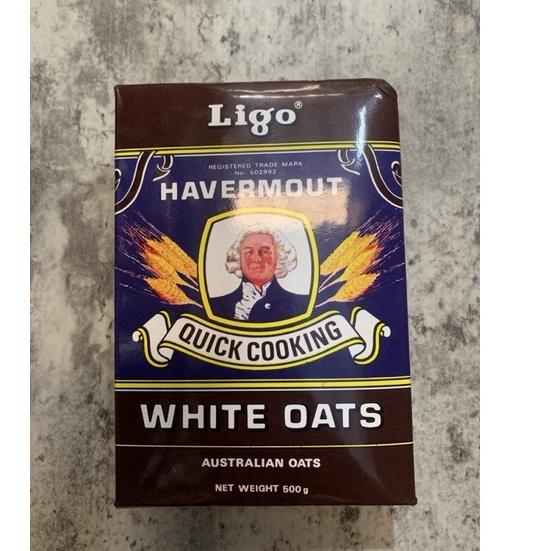 Ligo®
REGISTERED TRADE MARK
No. 502992
HAVERMOUT
QUICK COOKING
WHITE OATS
AUSTRALIAN OATS
NET WEIGHT 500g